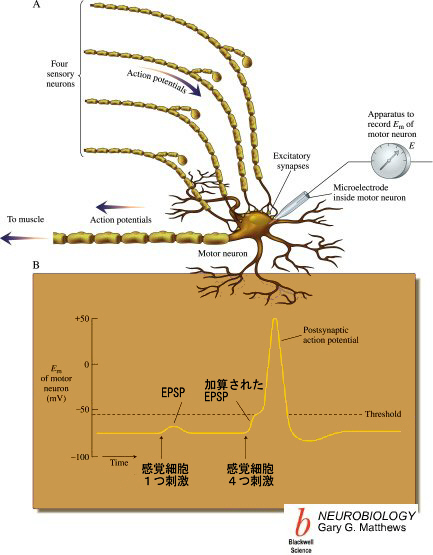 A
Four
sensory
neurons
Action
potentials
Apparatus to
record Em of
motor neuron
E
Excitatory
synapses
Microelectrode
inside motor neuron
To muscle
Action
potentials
Motor neuron
B
+50
0
−50
−100
Em
of motor
neuron
(mV)
EPSP
加算された
EPSP
Postsynaptic
action potential
Threshold
Time
感覚細胞
1つ刺激
感覚細胞
4つ刺激
b
Blackwell
Science
NEUROBIOLOGY
Gary G. Matthews